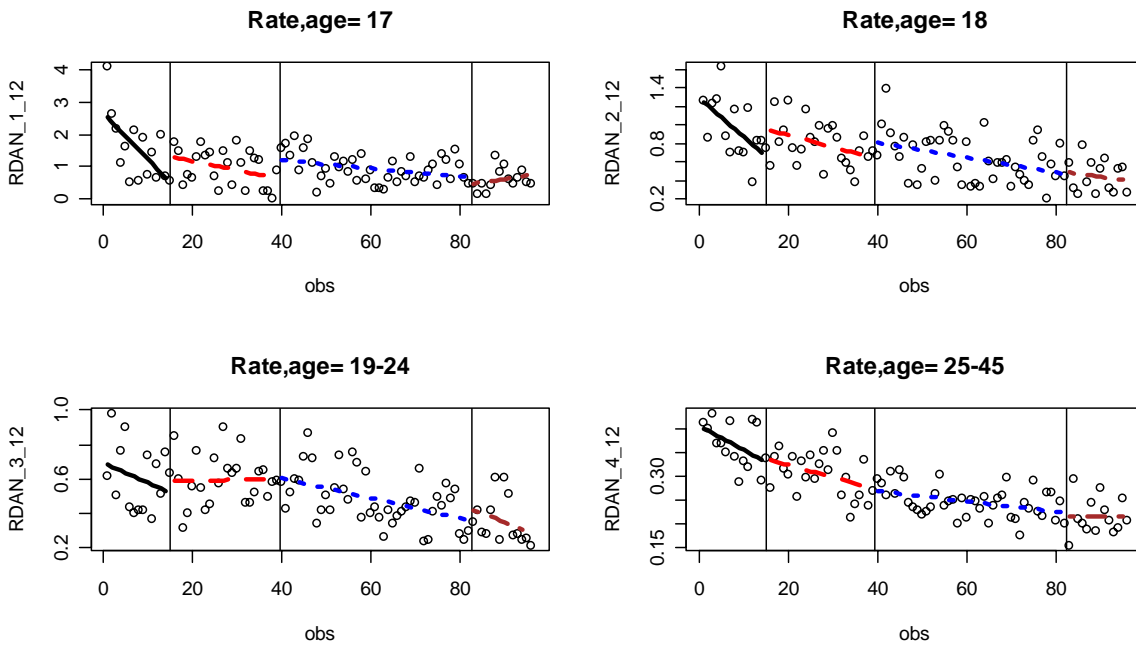 Rate,age= 17
RDAN_1_12
4
3
2
1
0
0 20 40 60 80
obs
Rate,age= 18
RDAN_2_12
1.4
0.8
0.2
0 20 40 60 80
obs
Rate,age= 19-24
RDAN_3_12
1.0
0.6
0.2
0 20 40 60 80
obs
Rate,age= 25-45
RDAN_4_12
0.30
0.15
0 20 40 60 80
obs